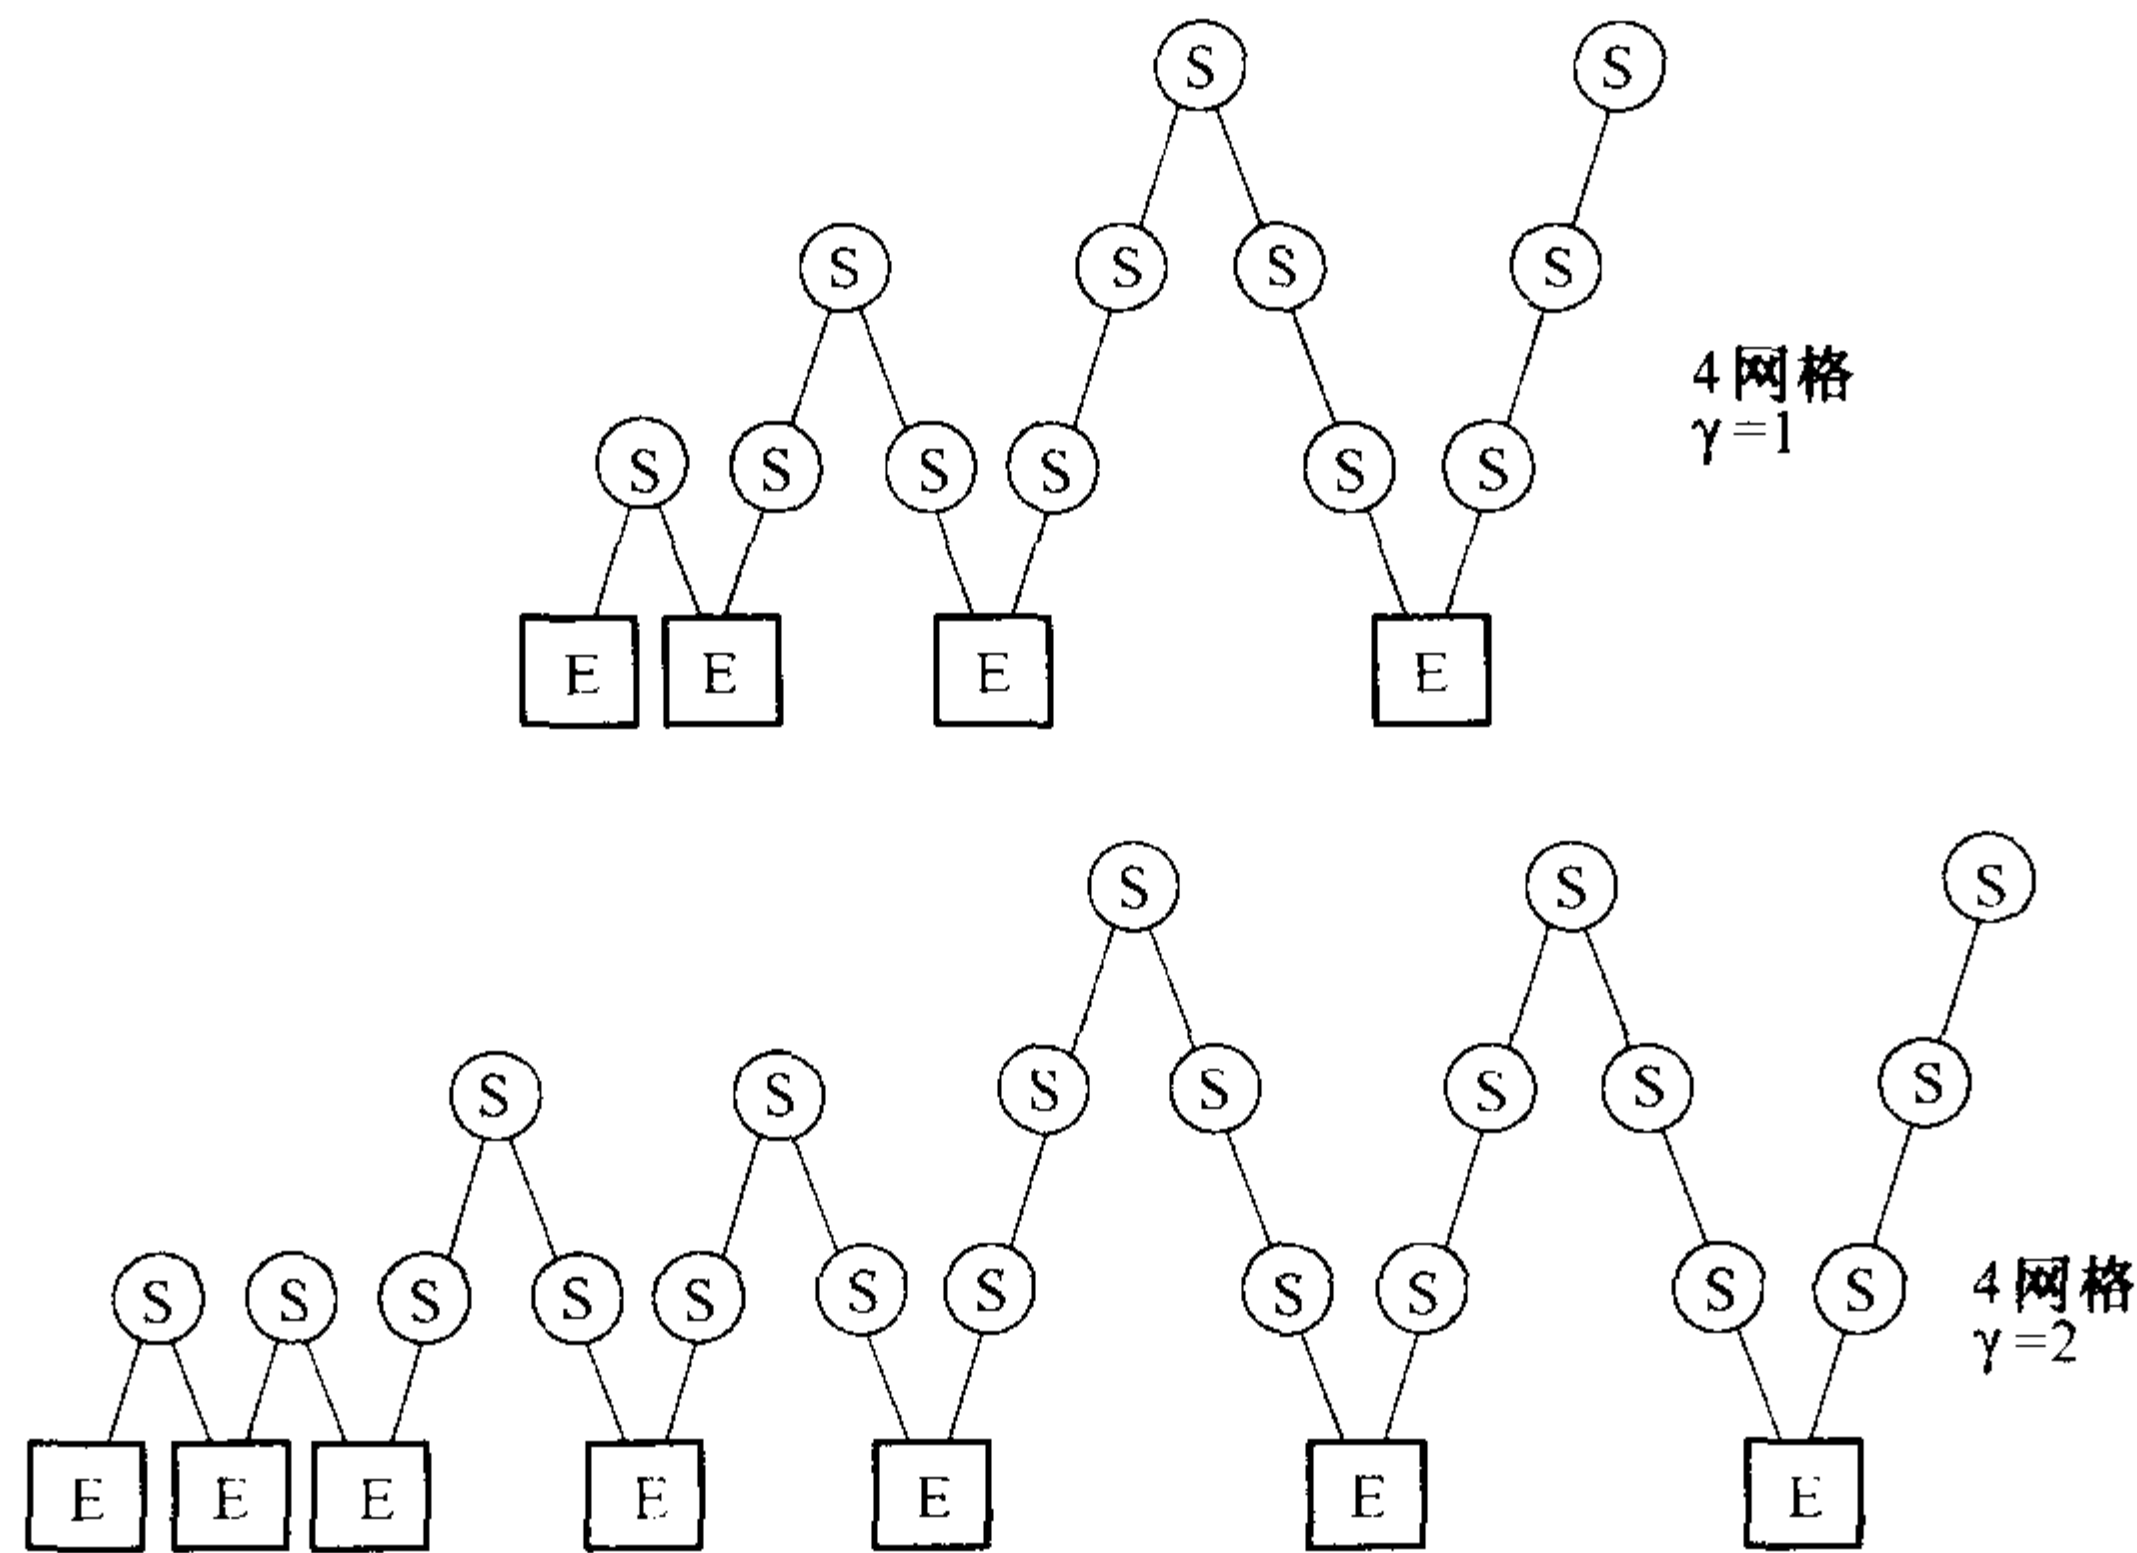 S S
S S S S
4 网格
γ=1
S S S S S S
E E E E
S S S
S S S S S S S
S S S S S S S S S S S
4 网格
γ=2
E E E E E E E